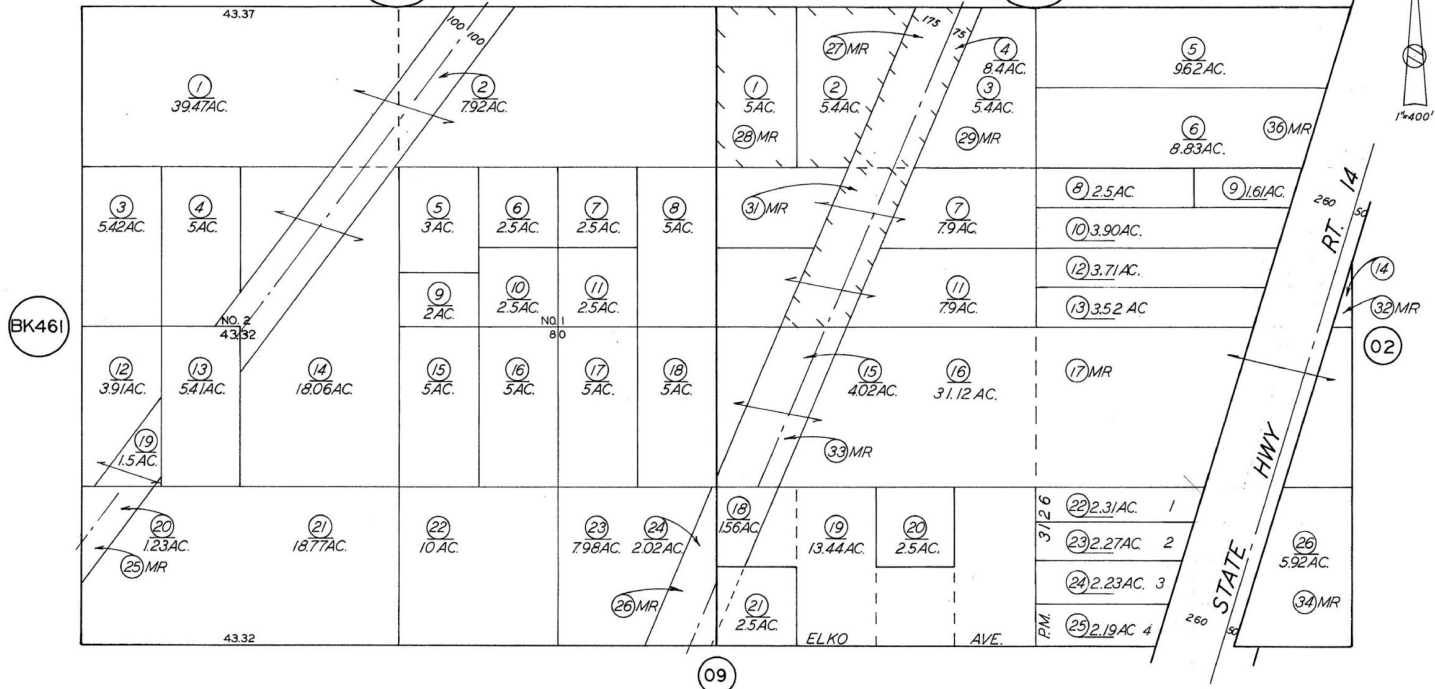 43.37
100 100
1
39.47AC.
2
7.92AC.
27 MR
175
75
4
8.4AC.
1
5AC.
28 MR
2
5.4AC.
3
5.4AC.
29 MR
5
9.62AC.
6
8.83AC.
36 MR
1"=400'
3
5.42AC.
4
5AC.
5
3AC.
6
2.5AC.
7
2.5AC.
8
5AC.
31 MR
7
7.9AC.
8 2.5AC.
9 1.61AC.
10 3.90AC.
9
2AC.
10
2.5AC.
11
2.5AC.
11
7.9AC.
12 3.71AC.
13 3.52 AC
260
50
RT. 14
14
32 MR
02
BK461
NO. 2
43.32
NO. 1
80
12
3.91AC.
13
5.41AC.
14
18.06AC.
15
5AC.
16
5AC.
17
5AC.
18
5AC.
15
4.02AC.
16
31.12 AC.
17 MR
19
1.5AC.
33 MR
STATE HWY
20
1.23AC.
25 MR
21
18.77AC.
22
10 AC.
23
7.98AC.
24
2.02AC.
26 MR
18
1.56AC
19
13.44AC.
20
2.5AC.
21
2.5AC.
P.M. 3126
22 2.31AC. 1
23 2.27AC. 2
24 2.23AC. 3
25 2.19AC 4
26
5.92AC.
34 MR
260
50
43.32
ELKO AVE.
09